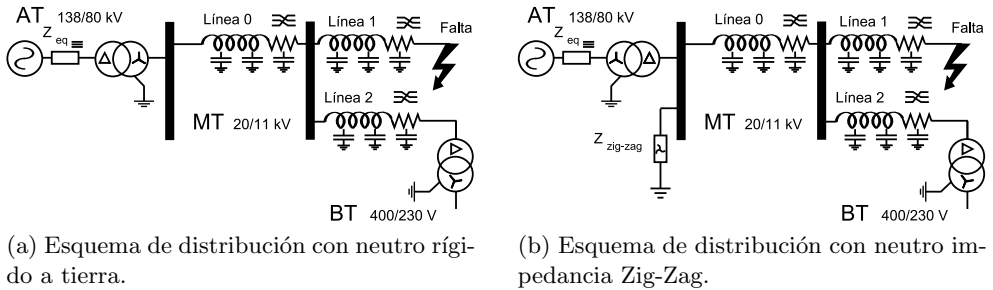 AT 138/80 kV
Z eq
Línea 0
Línea 1
Falta
Línea 2
MT 20/11 kV
BT 400/230 V
(a) Esquema de distribución con neutro rígi-
do a tierra.
AT 138/80 kV
Z eq
Línea 0
Línea 1
Falta
Línea 2
MT 20/11 kV
Z zig-zag
BT 400/230 V
(b) Esquema de distribución con neutro im-
pedancia Zig-Zag.